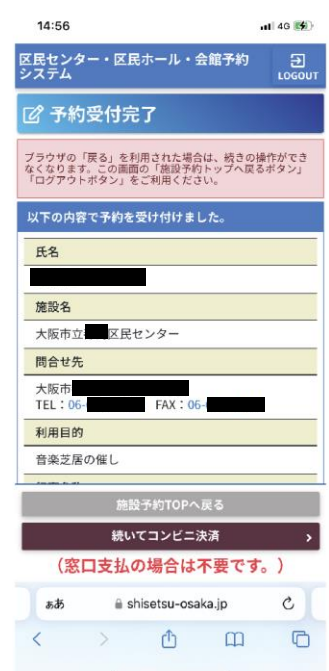 14:56
4G
区民センター・区民ホール・会館予約
システム
LOGOUT
予約受付完了
ブラウザの「戻る」を利用された場合は、続きの操作ができ
なくなります。この画面の「施設予約トップへ戻るボタン」
「ログアウトボタン」をご利用ください。
以下の内容で予約を受け付けました。
氏名
施設名
大阪市立 区民センター
問合せ先
大阪市
TEL：06- FAX：06-
利用目的
音楽芝居の催し
施設予約TOPへ戻る
続いてコンビニ決済
（窓口支払の場合は不要です。）
ぁあ shisetsu-osaka.jp